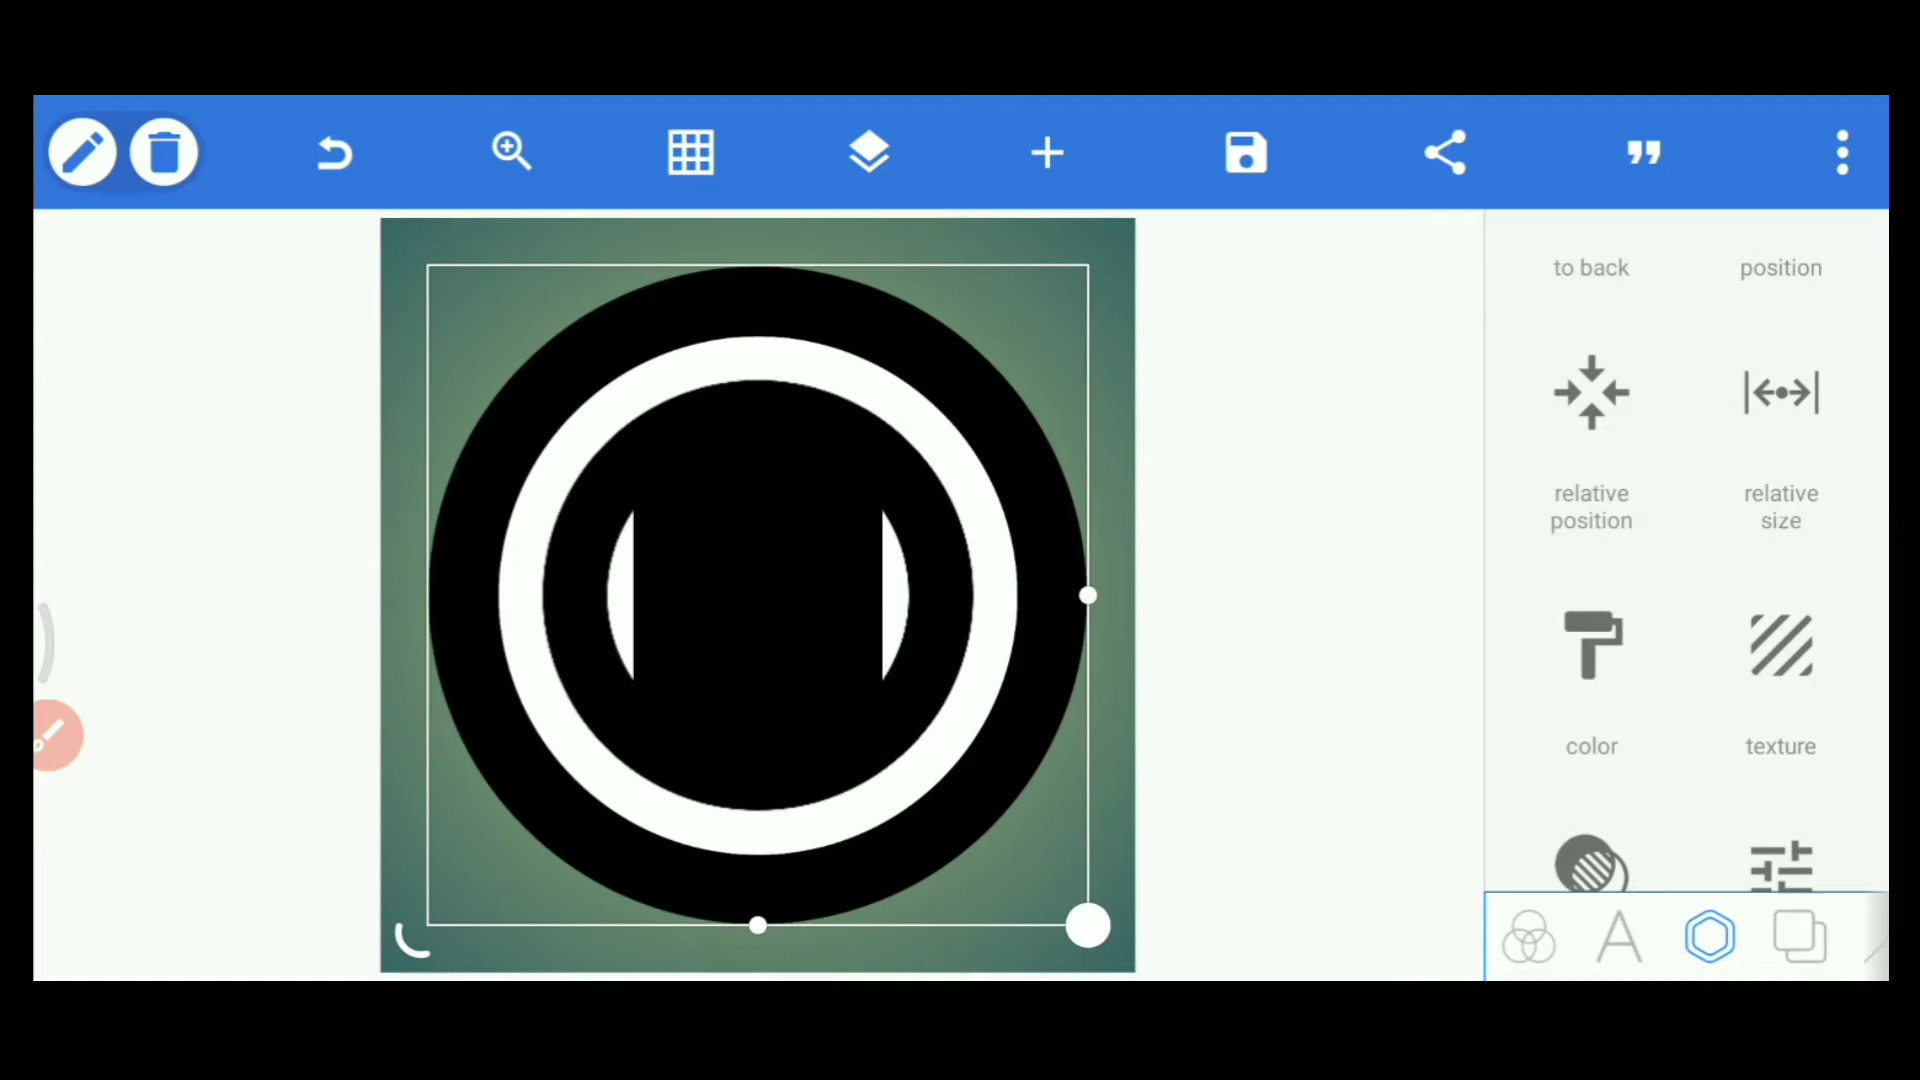 to back
position
relative
position
relative
size
color
texture